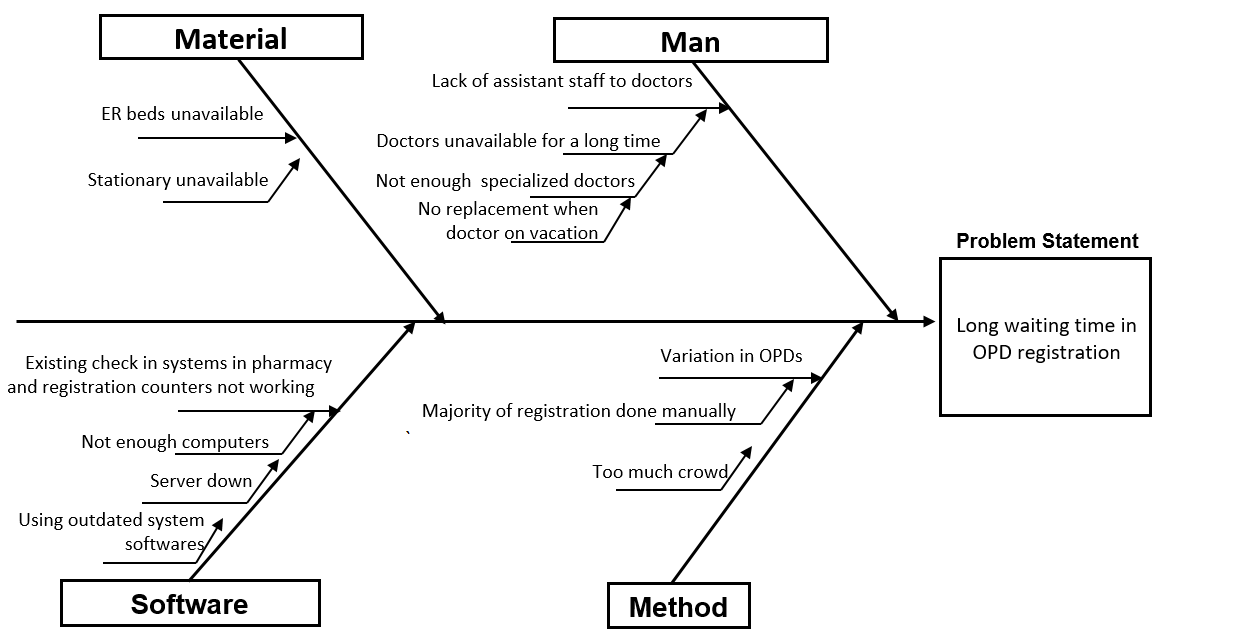 Material
Man
Lack of assistant staff to doctors
ER beds unavailable
Doctors unavailable for a long time
Stationary unavailable
Not enough specialized doctors
No replacement when
doctor on vacation
Problem Statement
Long waiting time in
OPD registration
Existing check in systems in pharmacy
and registration counters not working
Variation in OPDs
Majority of registration done manually
`
Not enough computers
Server down
Too much crowd
Using outdated system
softwares
Software
Method